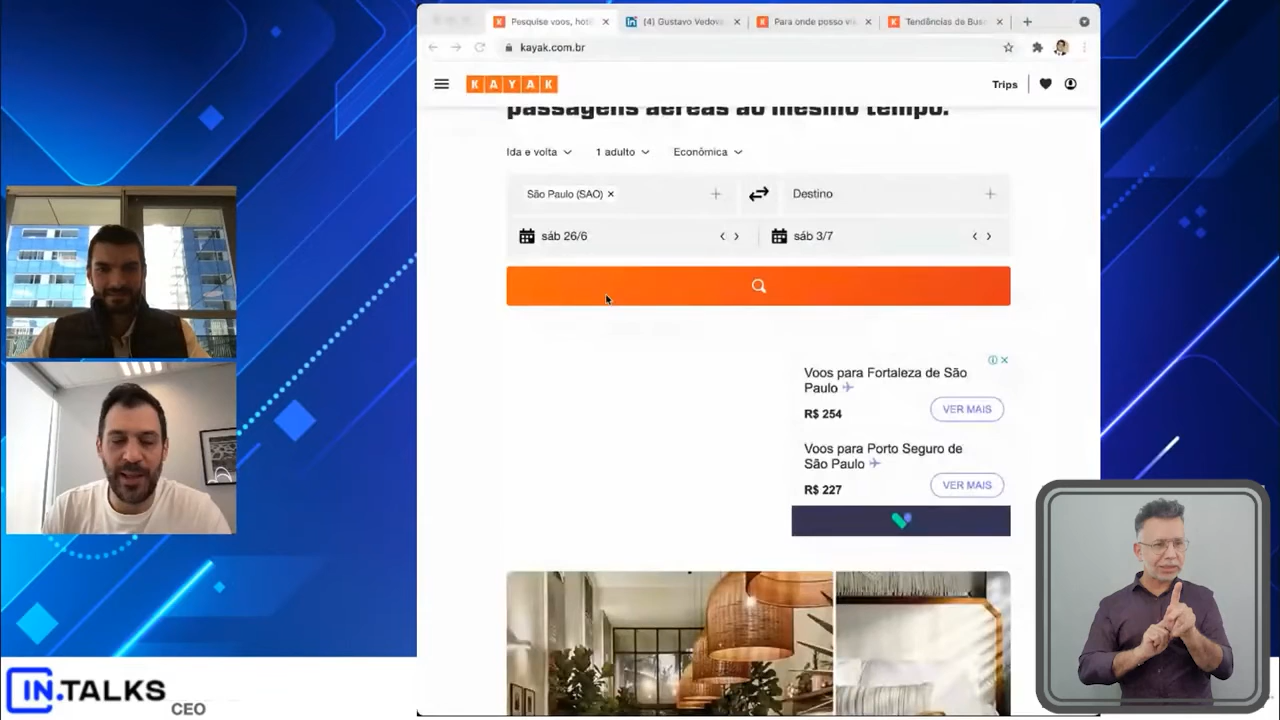 Pesquise voos, hoté
(4) Gustavo Vedova
Para onde posso via
Tendências de Bus
kayak.com.br
KAYAK
Trips
passagens aéreas ao mesmo tempo.
Ida e volta
1 adulto
Econômica
São Paulo (SAO)
Destino
sáb 26/6
sáb 3/7
Voos para Fortaleza de São
Paulo
R$ 254
VER MAIS
Voos para Porto Seguro de
São Paulo
R$ 227
VER MAIS
IN.TALKS
CEO